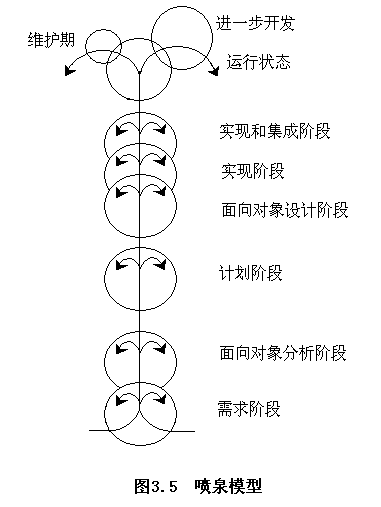 进一步开发
维护期
运行状态
实现和集成阶段
实现阶段
面向对象设计阶段
计划阶段
面向对象分析阶段
需求阶段
图3.5 喷泉模型